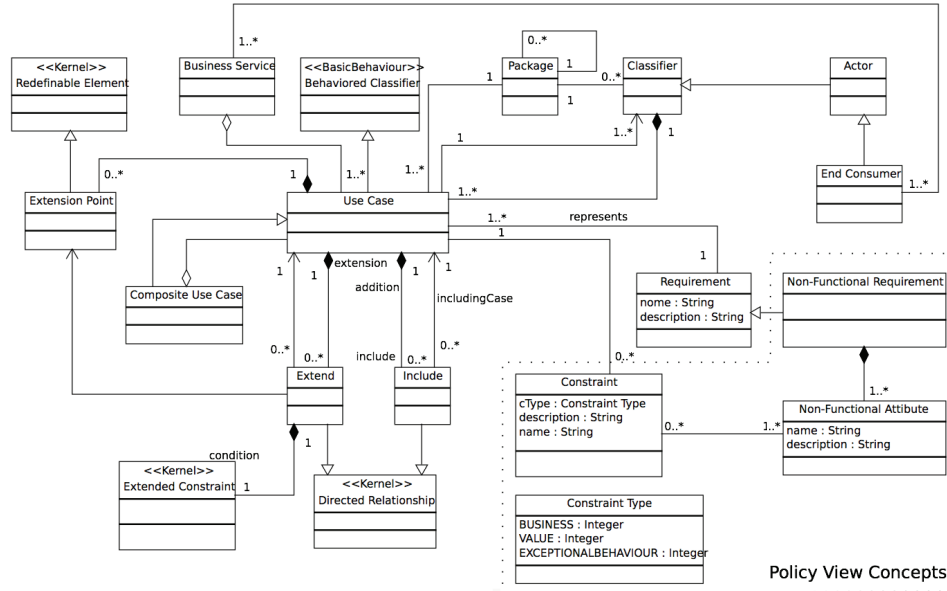 1..*
0..*
<<Kernel>>
Redefinable Element
Business Service
<<BasicBehaviour>>
Behaviored Classifier
Package
1
Classifier
Actor
1
0..*
1
1..*
1
1
0..*
1
1..*
1..*
1..*
End Consumer
1..*
Extension Point
Use Case
1..*
represents
1
1
1
1
extension
1
1
addition
Composite Use Case
includingCase
Requirement
nome : String
description : String
Non-Functional Requirement
0..*
0..*
include
0..*
0..*
0..*
Extend
Include
Constraint
cType : Constraint Type
description : String
name : String
1..*
Non-Functional Attibute
name : String
description : String
0..*
1..*
1
condition
<<Kernel>>
Extended Constraint
1
<<Kernel>>
Directed Relationship
Constraint Type
BUSINESS : Integer
VALUE : Integer
EXCEPTIONALBEHAVIOUR : Integer
Policy View Concepts